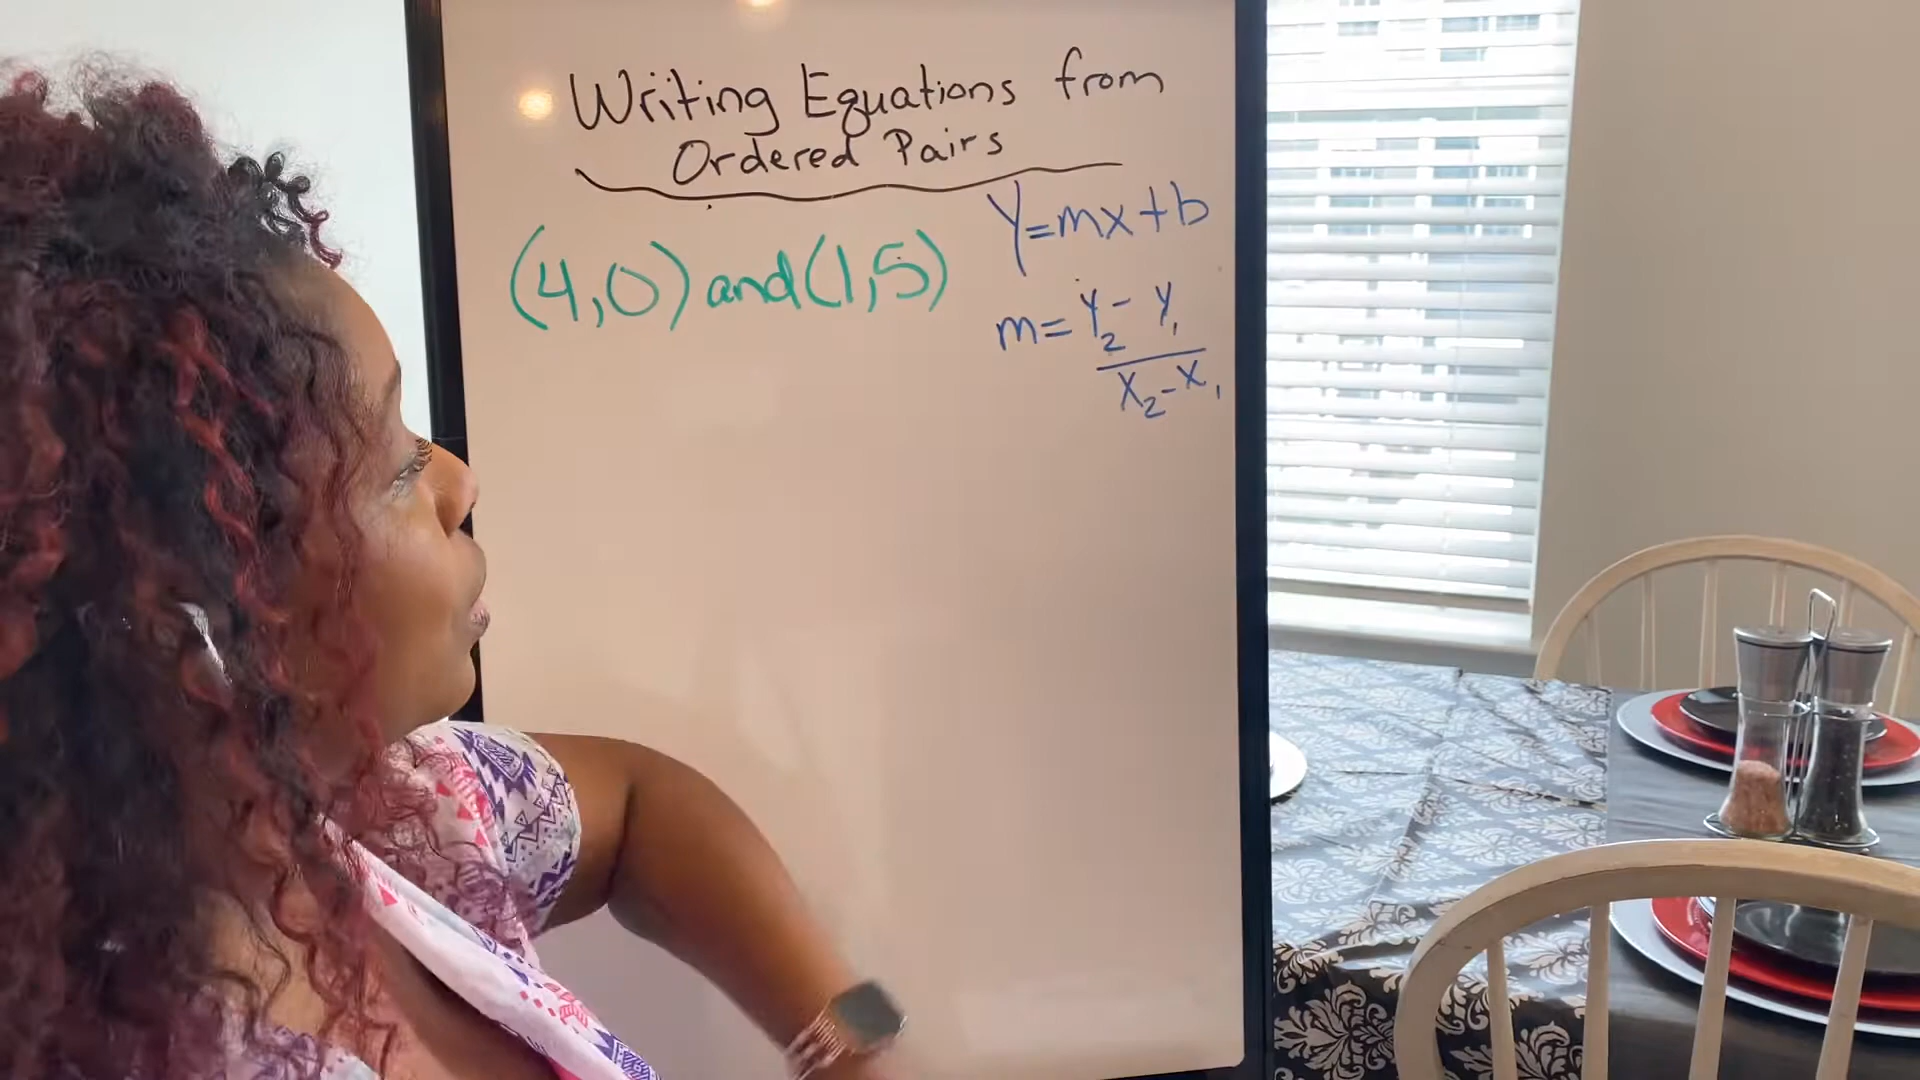 Writing Equations from
Ordered Pairs
(4,0) and (1,5)
Y=mx+b
m=Y₂-Y₁
X₂-X₁